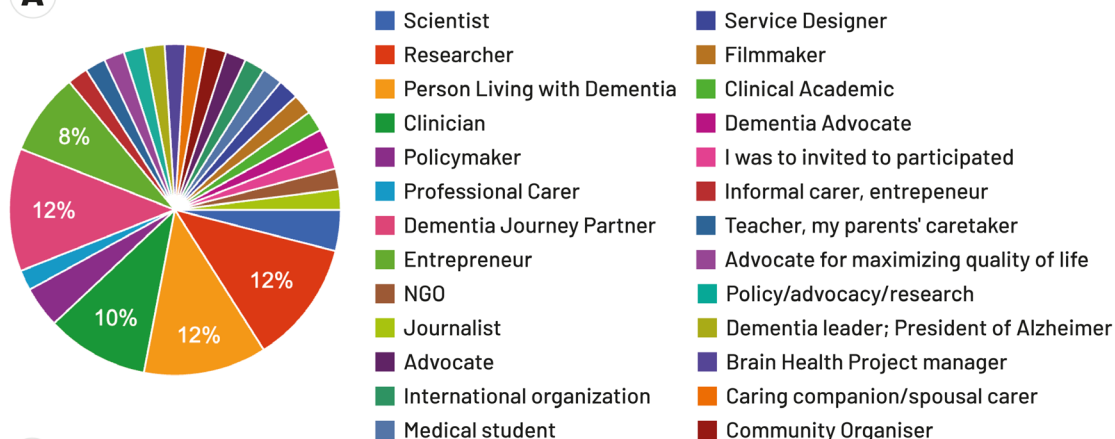 A
8%
12%
10%
12%
12%
Scientist
Researcher
Person Living with Dementia
Clinician
Policymaker
Professional Carer
Dementia Journey Partner
Entrepreneur
NGO
Journalist
Advocate
International organization
Medical student
Service Designer
Filmmaker
Clinical Academic
Dementia Advocate
I was to invited to participated
Informal carer, entrepeneur
Teacher, my parents' caretaker
Advocate for maximizing quality of life
Policy/advocacy/research
Dementia leader; President of Alzheimer
Brain Health Project manager
Caring companion/spousal carer
Community Organiser